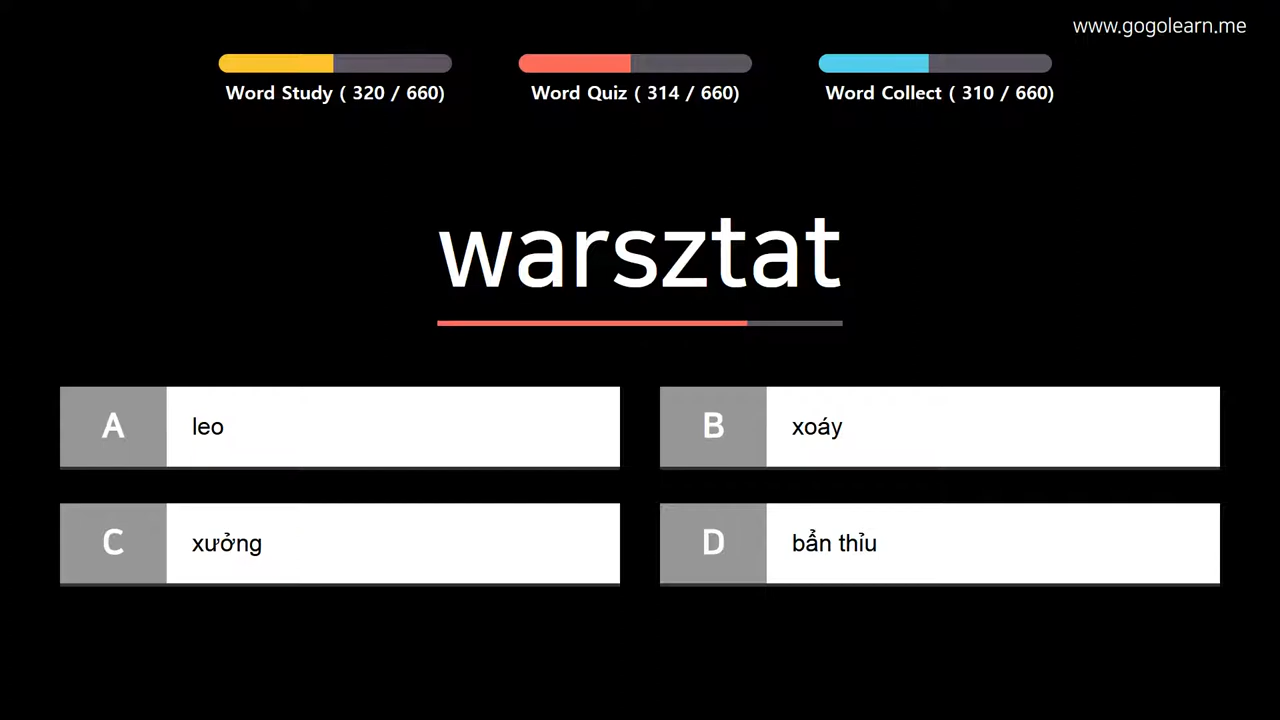 www.gogolearn.me
Word Study ( 320 / 660)
Word Quiz ( 314 / 660)
Word Collect ( 310 / 660)
warsztat
A leo
B xoáy
C xưởng
D bẩn thỉu